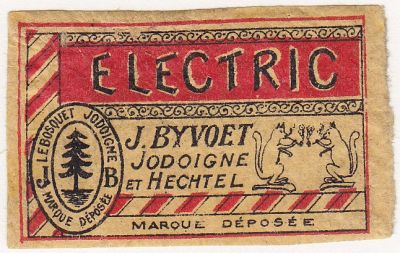 ELECTRIC
LEBOSQUET JODOIGNE
J B
MARQUE DÉPOSÉE
J. BYVOET
JODOIGNE
ET HECHTEL
MARQUE DÉPOSÉE